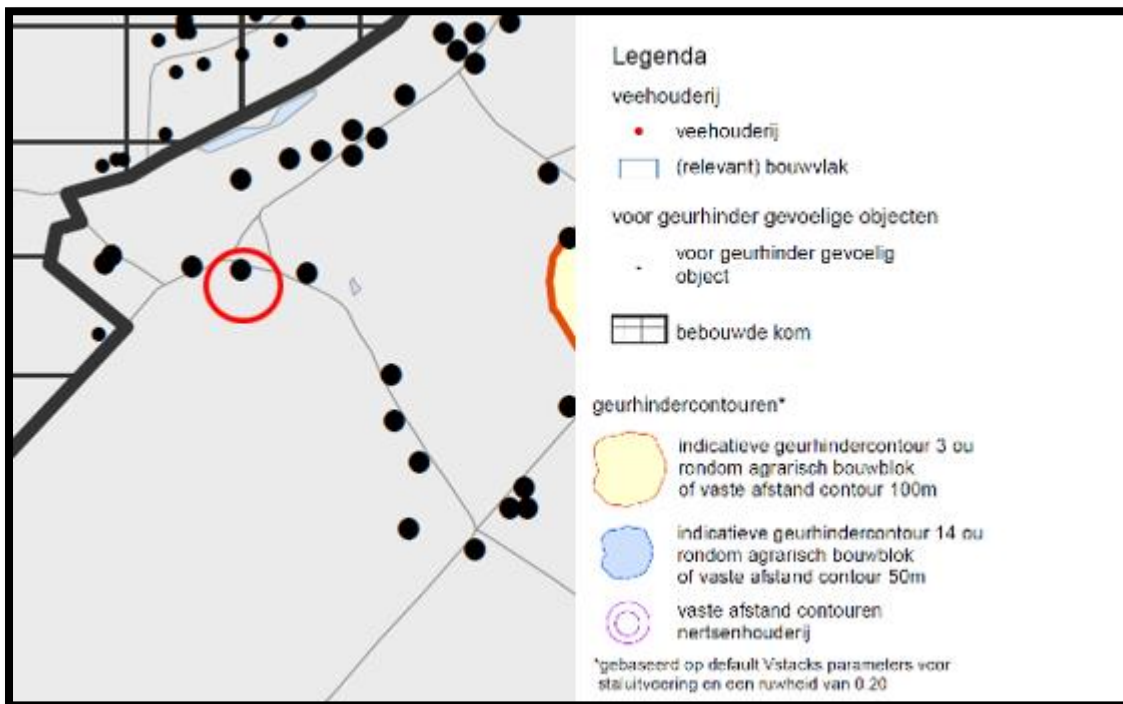 Legenda
veehouderij
veehouderij
(relevant) bouwvlak
voor geurhinder gevoelige objecten
voor geurhinder gevoelig
object
bebouwde kom
geurhindercontouren*
indicatieve geurhindercontour 3 ou
rondom agrarisch bouwblok
of vaste afstand contour 100m
indicatieve geurhindercontour 14 ou
rondom agrarisch bouwblok
of vaste afstand contour 50m
vaste afstand contouren
nertsenhouderij
*gebaseerd op default Vstacks parameters voor
staluitvoering en een ruwheid van 0.20